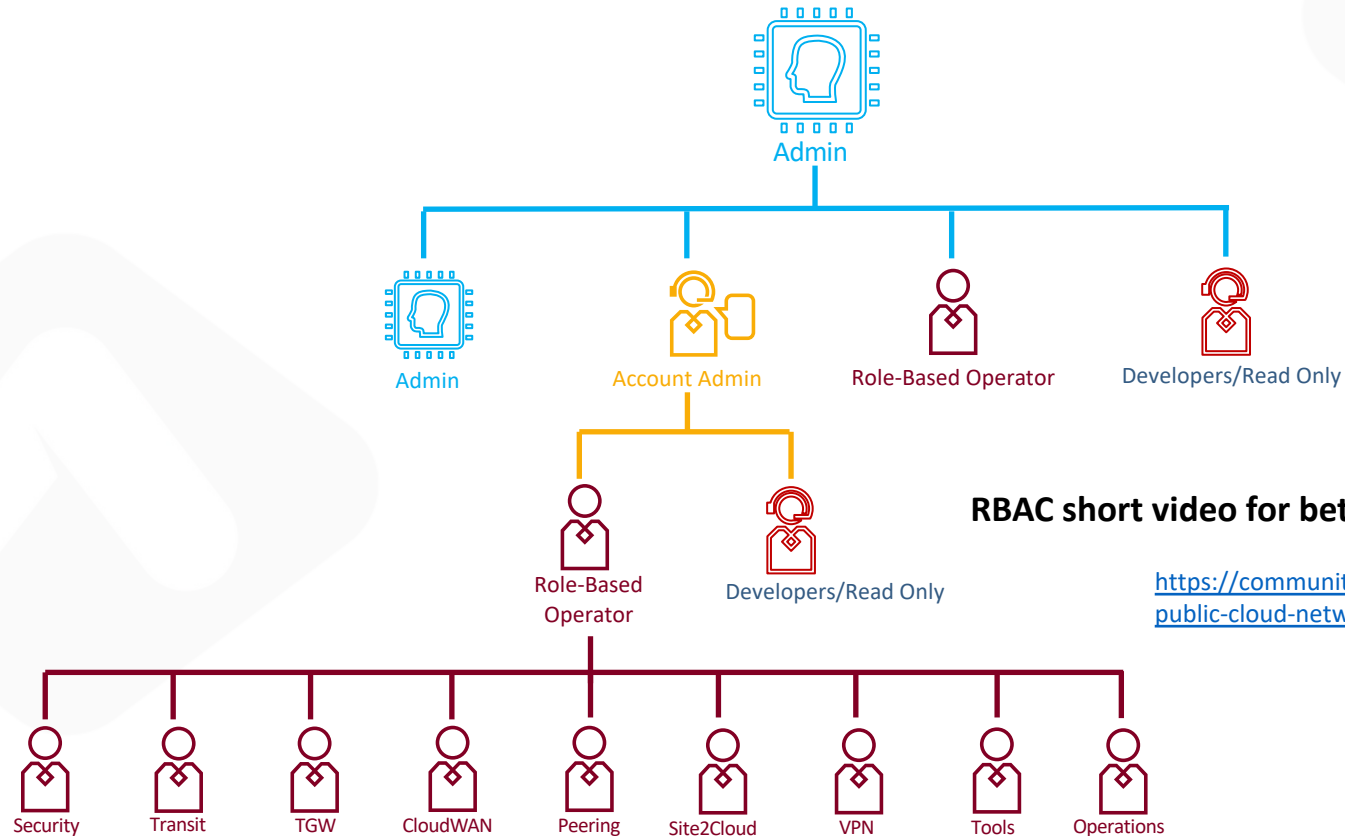 Admin
Admin
Account Admin
Role-Based Operator
Developers/Read Only
RBAC short video for bet
https://communit
public-cloud-netw
Role-Based
Operator
Developers/Read Only
Security
Transit
TGW
CloudWAN
Peering
Site2Cloud
VPN
Tools
Operations